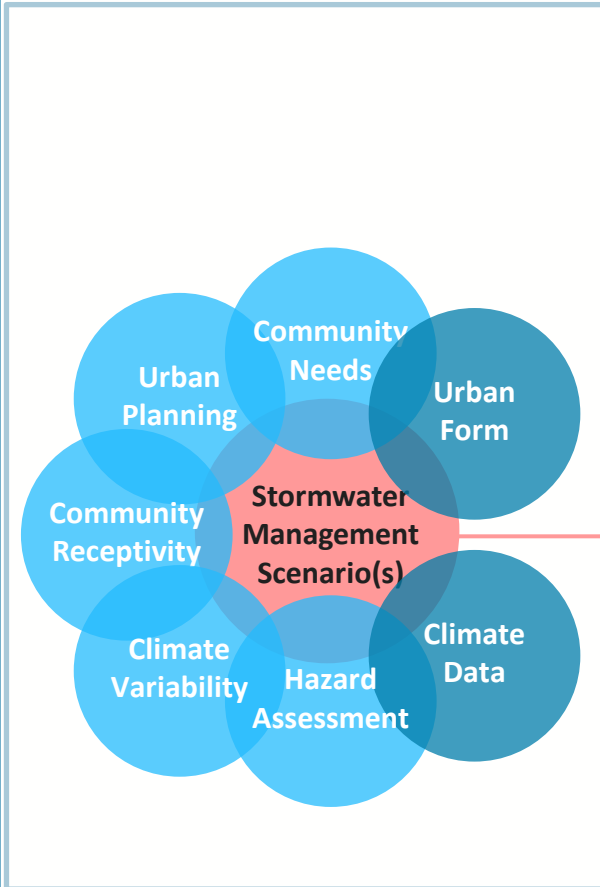 Community
Needs
Urban
Planning
Urban
Form
Stormwater
Management
Scenario(s)
Community
Receptivity
Climate
Variability
Hazard
Assessment
Climate
Data